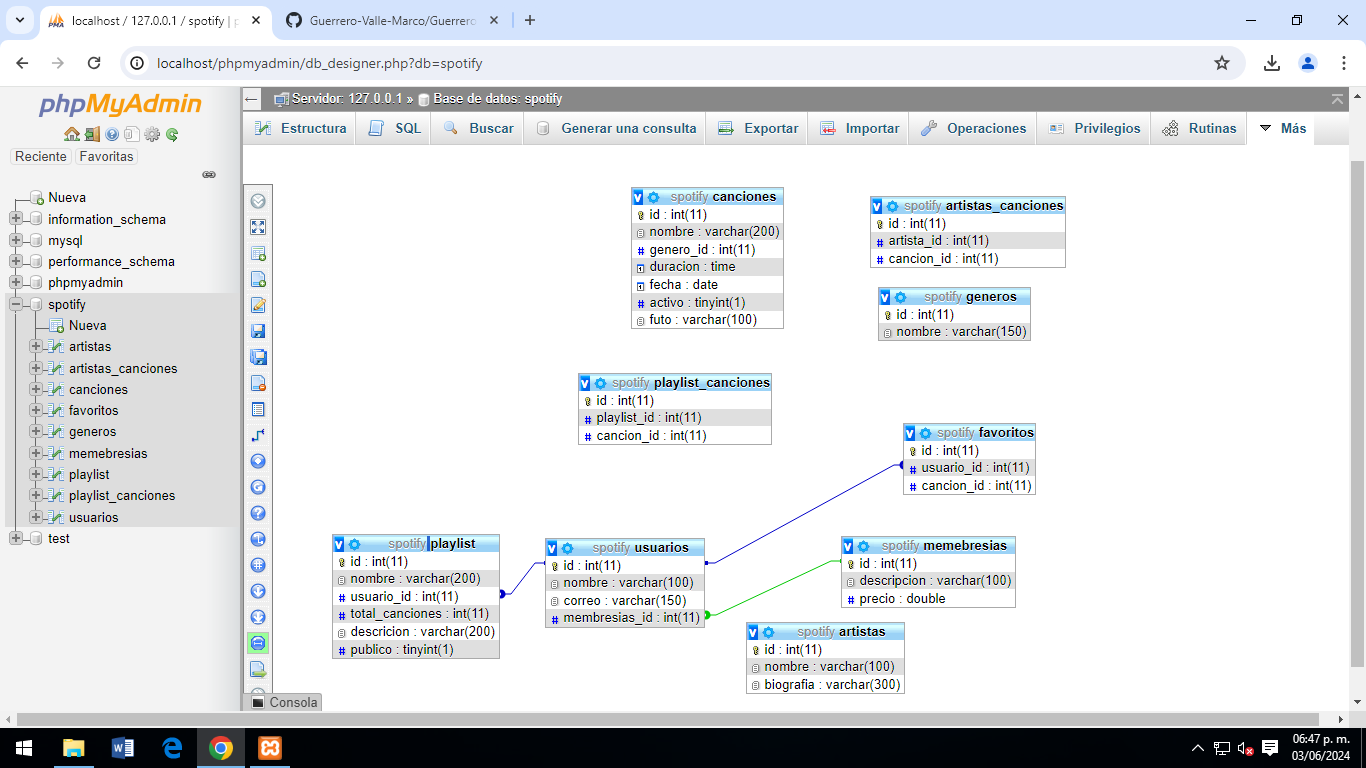 localhost / 127.0.0.1 / spotify | p
Guerrero-Valle-Marco/Guerrero
localhost/phpmyadmin/db_designer.php?db=spotify
phpMyAdmin
Reciente
Favoritas
Nueva
information_schema
mysql
performance_schema
phpmyadmin
spotify
Nueva
artistas
artistas_canciones
canciones
favoritos
generos
memebresias
playlist
playlist_canciones
usuarios
test
Servidor: 127.0.0.1 » Base de datos: spotify
Estructura
SQL
Buscar
Generar una consulta
Exportar
Importar
Operaciones
Privilegios
Rutinas
Más
spotify canciones
id : int(11)
nombre : varchar(200)
genero_id : int(11)
duracion : time
fecha : date
activo : tinyint(1)
futo : varchar(100)
spotify artistas_canciones
id : int(11)
artista_id : int(11)
cancion_id : int(11)
spotify generos
id : int(11)
nombre : varchar(150)
spotify playlist_canciones
id : int(11)
playlist_id : int(11)
cancion_id : int(11)
spotify favoritos
id : int(11)
usuario_id : int(11)
cancion_id : int(11)
spotify playlist
id : int(11)
nombre : varchar(200)
usuario_id : int(11)
total_canciones : int(11)
descricion : varchar(200)
publico : tinyint(1)
spotify usuarios
id : int(11)
nombre : varchar(100)
correo : varchar(150)
membresias_id : int(11)
spotify memebresias
id : int(11)
descripcion : varchar(100)
precio : double
spotify artistas
id : int(11)
nombre : varchar(100)
biografia : varchar(300)
Consola
06:47 p. m.
03/06/2024